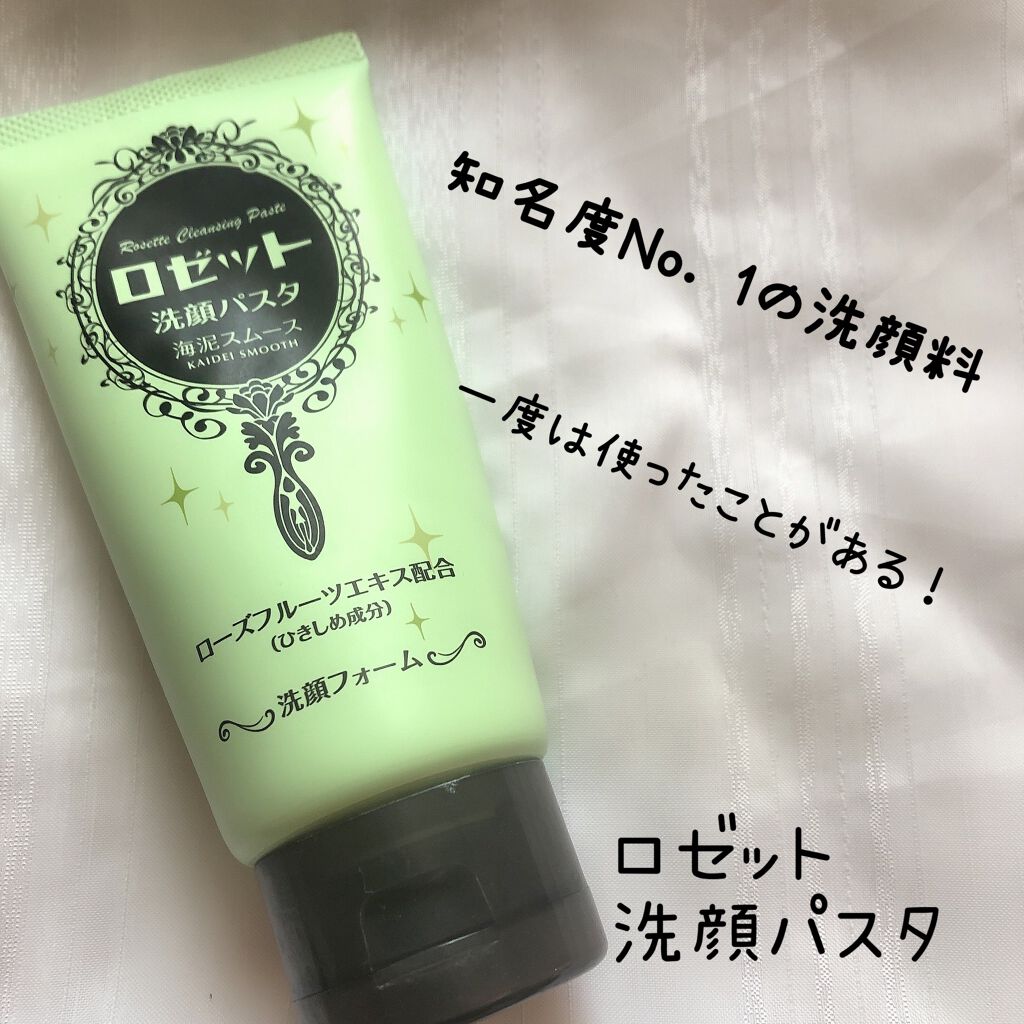 Rosette Cleansing Paste
ロゼット
洗顔パスタ
海泥スムース
KAIDEI SMOOTH
ローズフルーツエキス配合
(ひきしめ成分)
洗顔フォーム
知名度No. 1の洗顔料
一度は使ったことがある!
ロゼット
洗顔パスタ